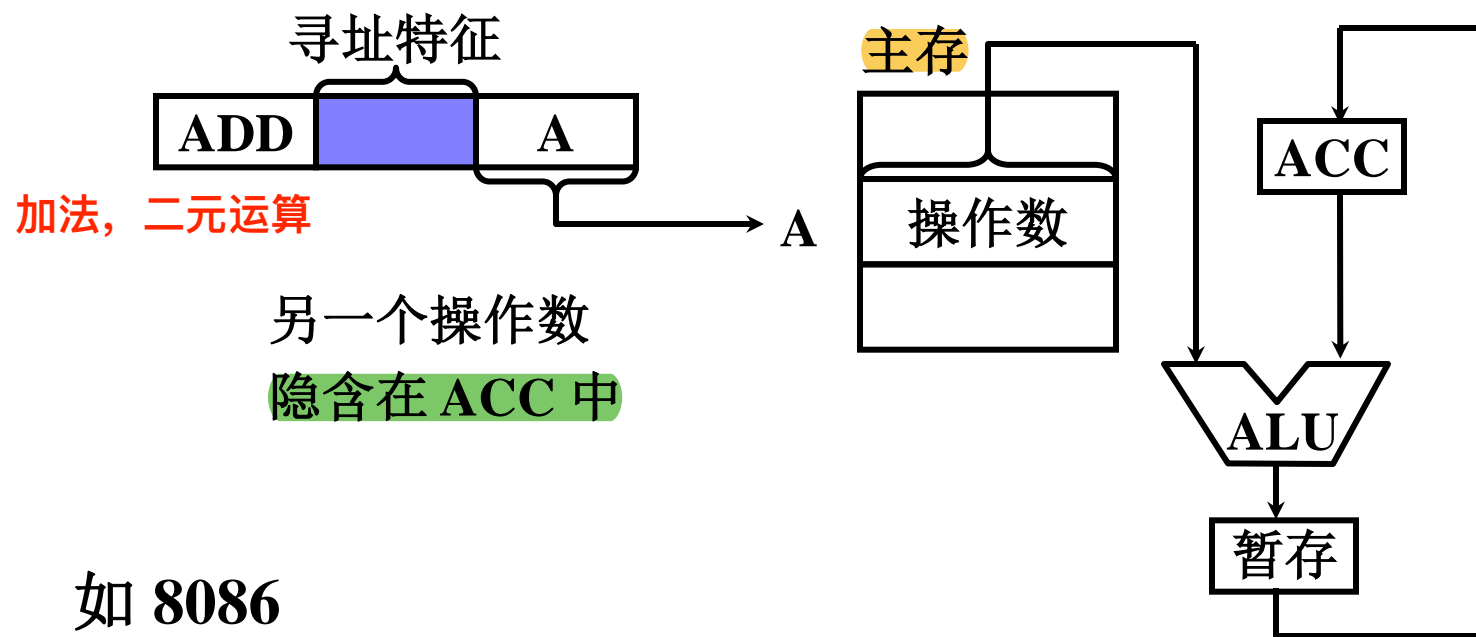 寻址特征
ADD
A
加法，二元运算
A
另一个操作数
隐含在 ACC 中
如 8086
主存
操作数
ACC
ALU
暂存